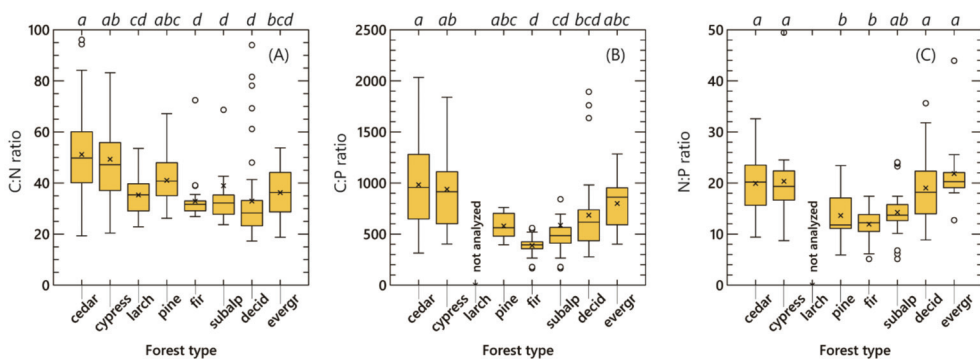 a ab cd abc d d d bcd
(A)
100
80
60
40
20
0
C:N ratio
cedar cypress larch pine fir subalp decid evergr
Forest type
a ab abc d cd bcd abc
(B)
2500
2000
1500
1000
500
0
C:P ratio
not analyzed
cedar cypress larch pine fir subalp decid evergr
Forest type
a a b b ab a a
(C)
50
40
30
20
10
0
N:P ratio
not analyzed
cedar cypress larch pine fir subalp decid evergr
Forest type